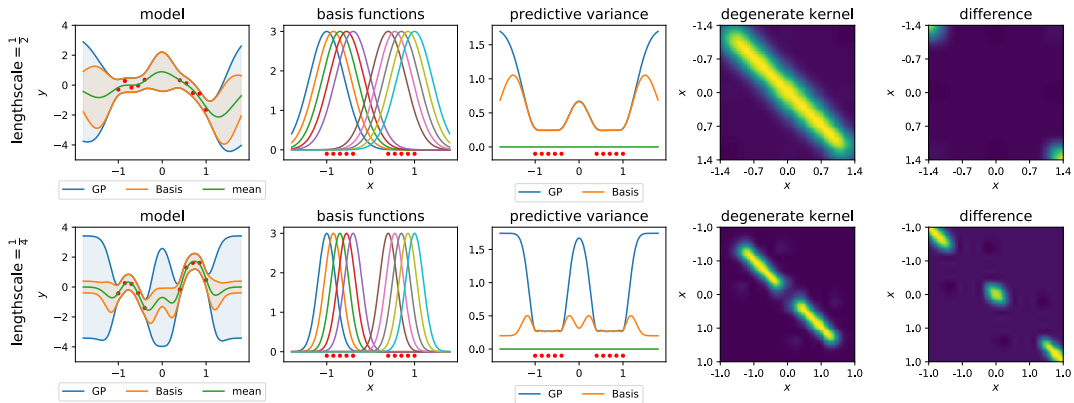 model
basis functions
predictive variance
degenerate kernel
difference
lengthscale = 1/2
y
4
2
0
−2
−4
−1
0
1
GP
Basis
mean
3
2
1
0
−1
0
1
x
1.5
1.0
0.5
0.0
−1
0
1
x
GP
Basis
x
-1.4
-0.7
0.0
0.7
1.4
-1.4
-0.7
0.0
0.7
1.4
x
x
-1.4
-0.7
0.0
0.7
1.4
-1.4
-0.7
0.0
0.7
1.4
x
model
basis functions
predictive variance
degenerate kernel
difference
lengthscale = 1/4
y
4
2
0
−2
−4
−1
0
1
GP
Basis
mean
3
2
1
0
−1
0
1
x
1.5
1.0
0.5
0.0
−1
0
1
x
GP
Basis
x
-1.0
1.0
0.0
1.0
1.0
-1.0
1.0
0.0
1.0
1.0
x
x
-1.0
1.0
0.0
1.0
1.0
-1.0
1.0
0.0
1.0
1.0
x